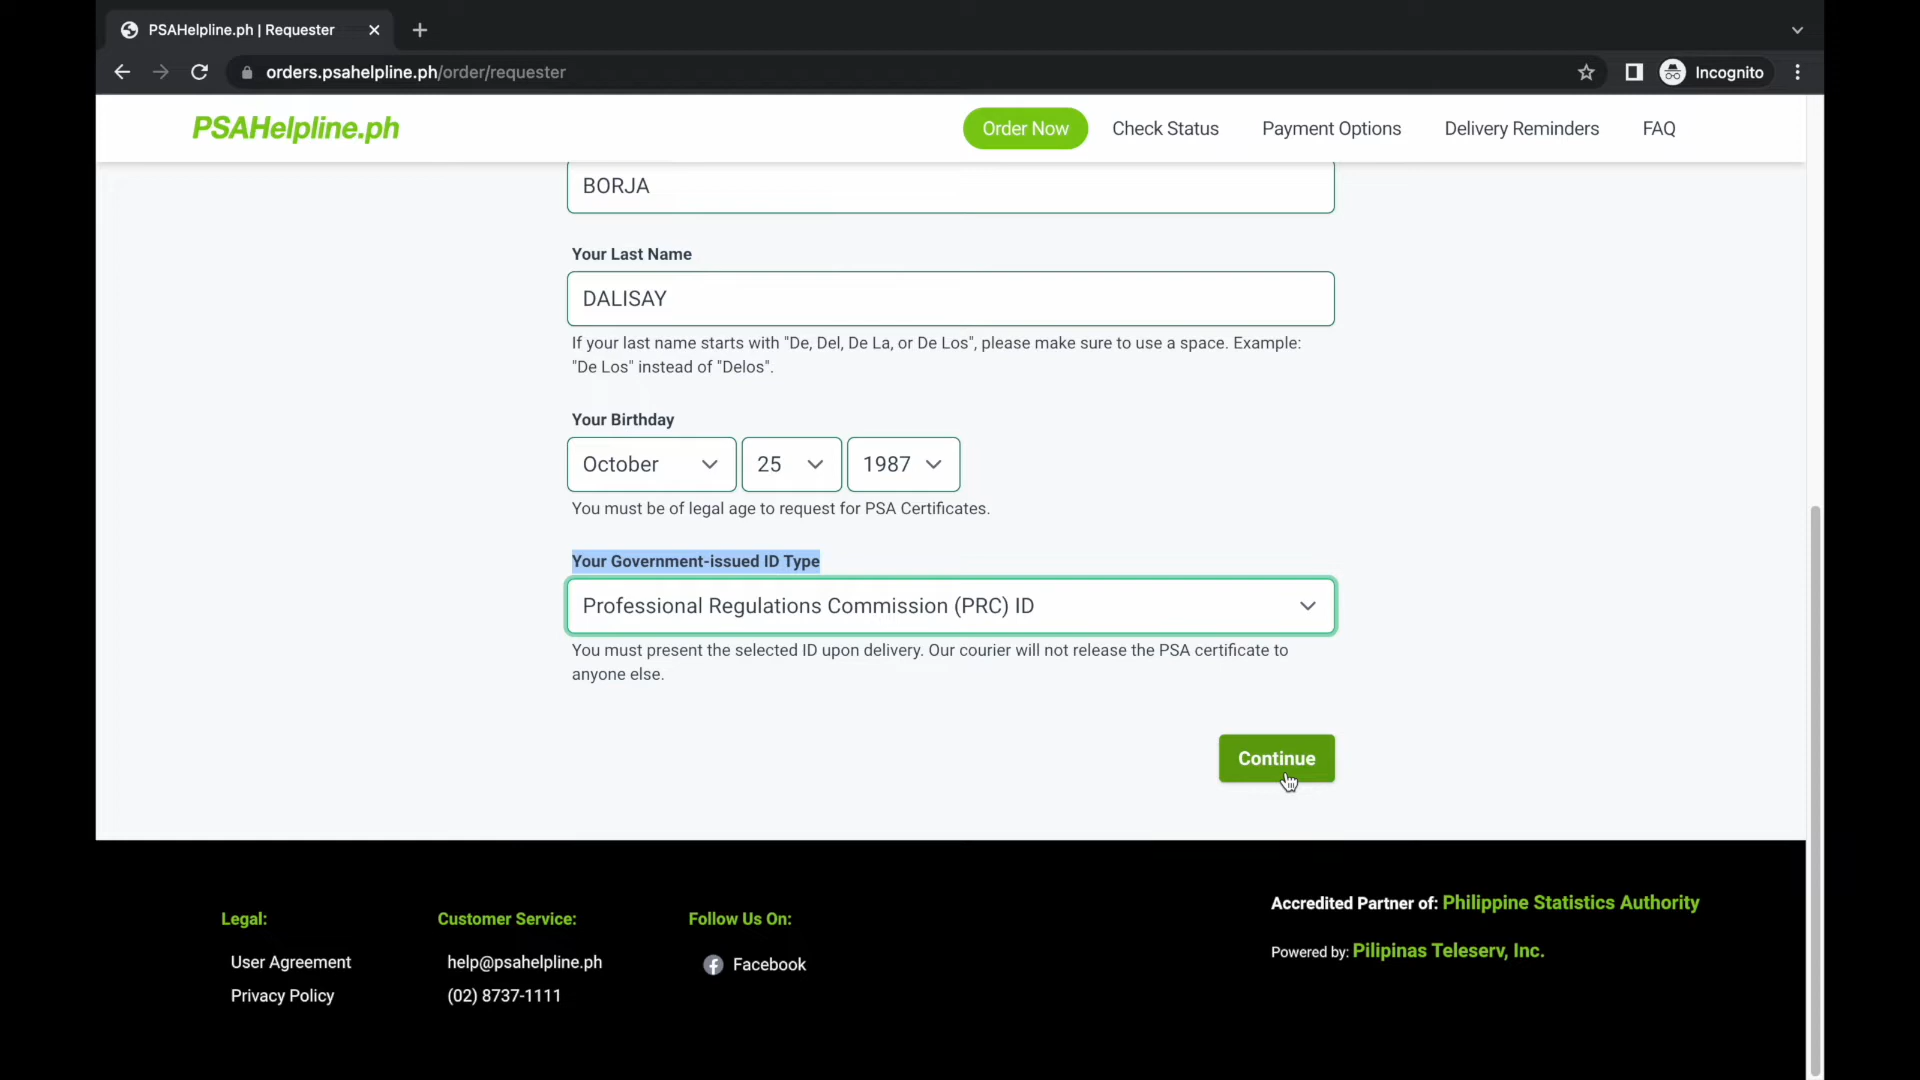 PSAHelpline.ph | Requester
orders.psahelpline.ph/order/requester
Incognito
PSAHelpline.ph
Order Now
Check Status
Payment Options
Delivery Reminders
FAQ
BORJA
Your Last Name
DALISAY
If your last name starts with "De, Del, De La, or De Los", please make sure to use a space. Example:
"De Los" instead of "Delos".
Your Birthday
October
25
1987
You must be of legal age to request for PSA Certificates.
Your Government-issued ID Type
Professional Regulations Commission (PRC) ID
You must present the selected ID upon delivery. Our courier will not release the PSA certificate to
anyone else.
Continue
Legal:
User Agreement
Privacy Policy
Customer Service:
help@psahelpline.ph
(02) 8737-1111
Follow Us On:
Facebook
Accredited Partner of: Philippine Statistics Authority
Powered by: Pilipinas Teleserv, Inc.